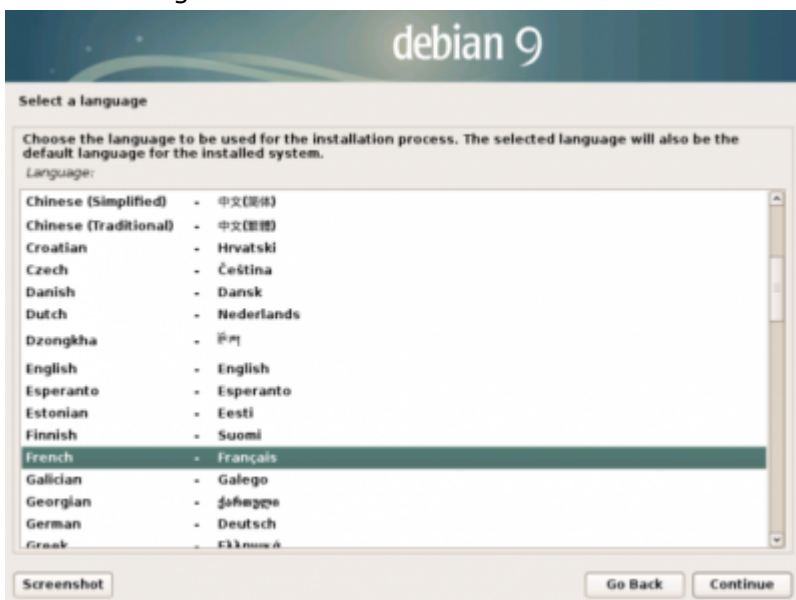 debian 9
Select a language
Choose the language to be used for the installation process. The selected language will also be the
default language for the installed system.
Language:
Chinese (Simplified) - 中文(简体)
Chinese (Traditional) - 中文(繁體)
Croatian - Hrvatski
Czech - Čeština
Danish - Dansk
Dutch - Nederlands
Dzongkha -
English - English
Esperanto - Esperanto
Estonian - Eesti
Finnish - Suomi
French - Français
Galician - Galego
Georgian - ქართული
German - Deutsch
Greek - Ελληνικά
Screenshot Go Back Continue